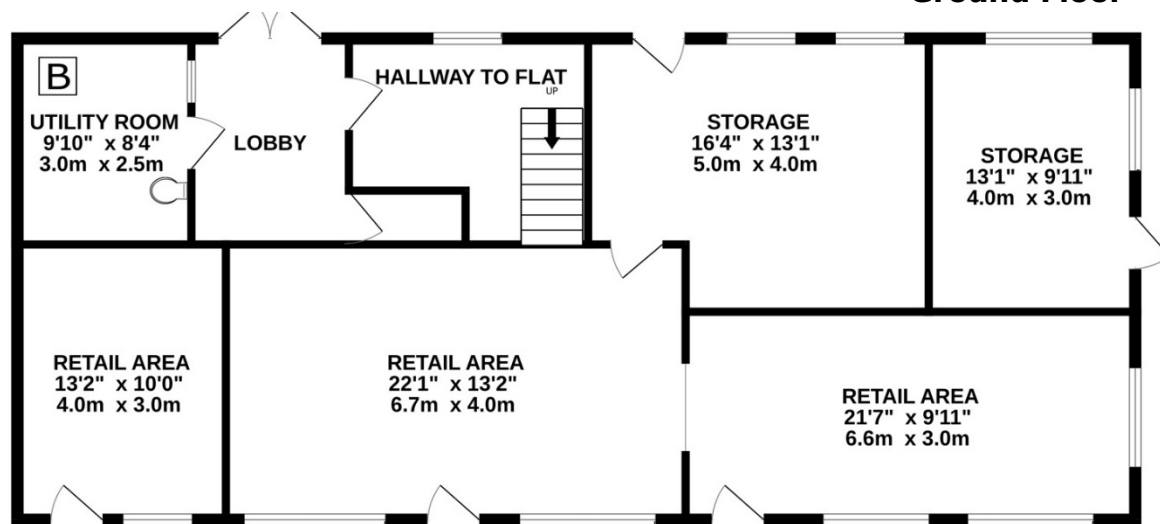 Ground Floor
B
UTILITY ROOM
9'10" x 8'4"
3.0m x 2.5m
LOBBY
HALLWAY TO FLAT
UP
STORAGE
16'4" x 13'1"
5.0m x 4.0m
STORAGE
13'1" x 9'11"
4.0m x 3.0m
RETAIL AREA
13'2" x 10'0"
4.0m x 3.0m
RETAIL AREA
22'1" x 13'2"
6.7m x 4.0m
RETAIL AREA
21'7" x 9'11"
6.6m x 3.0m